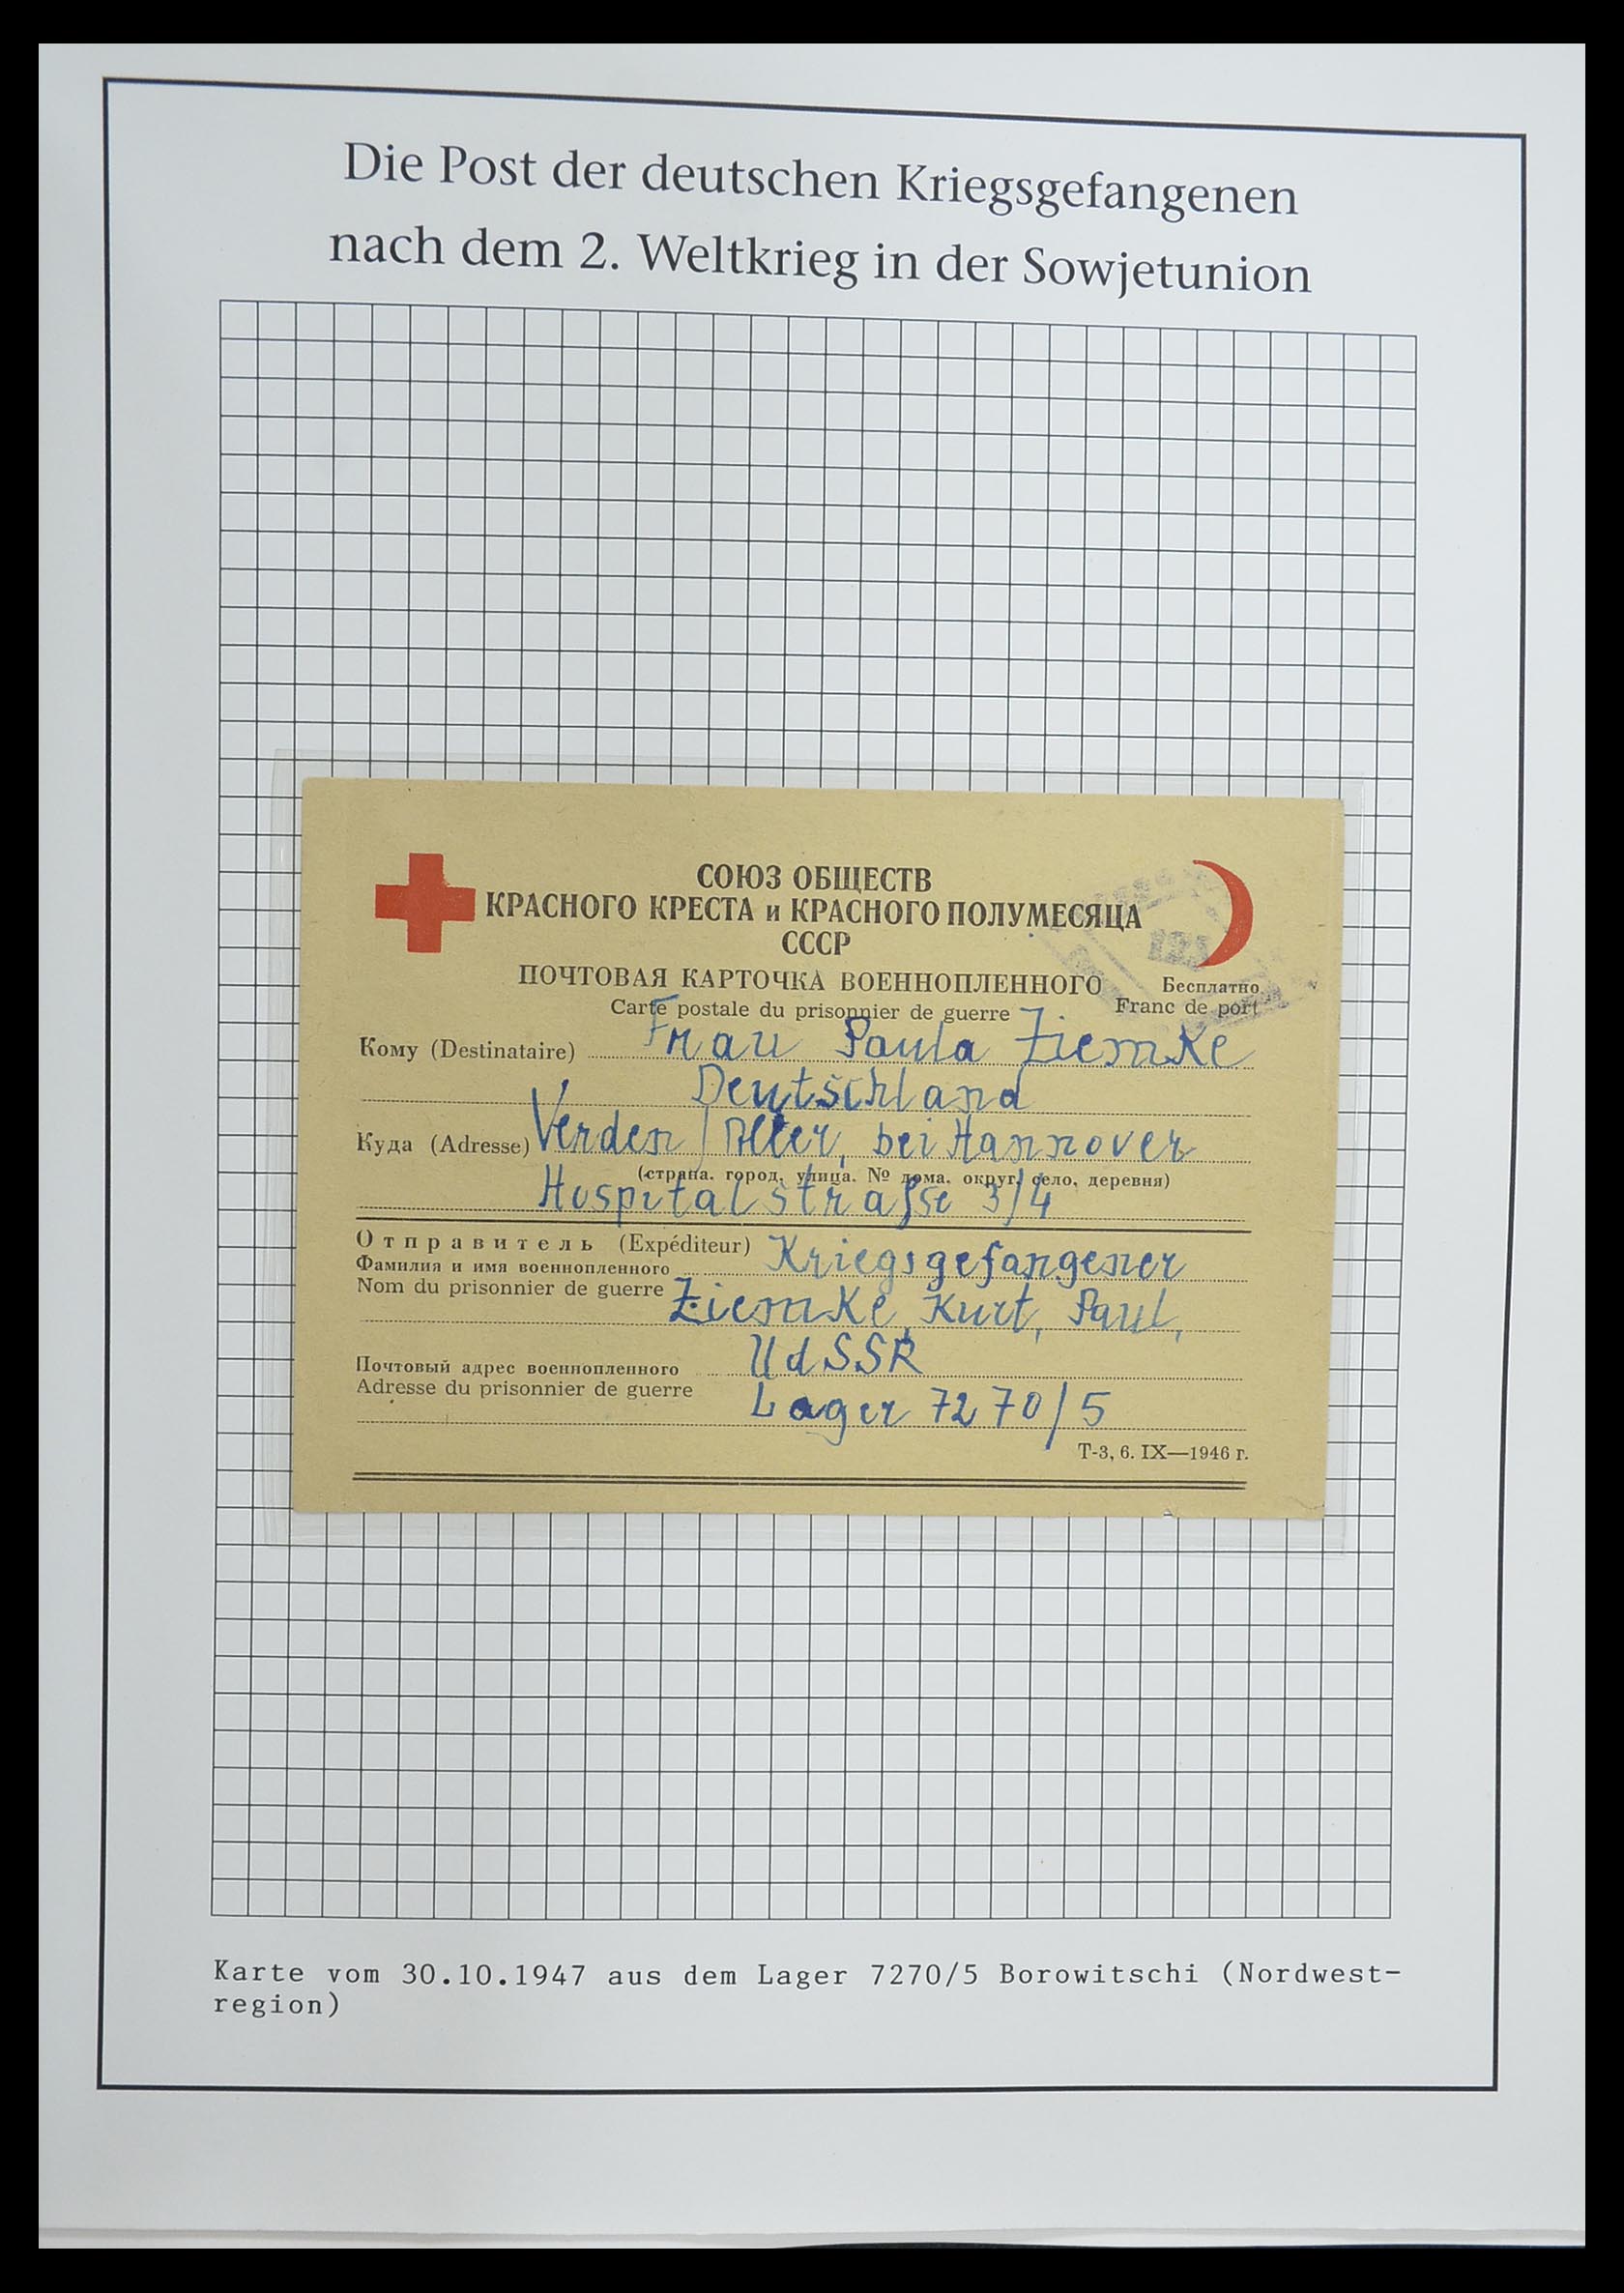 Die Post der deutschen Kriegsgefangenen
nach dem 2. Weltkrieg in der Sowjetunion
СОЮЗ ОБЩЕСТВ
КРАСНОГО КРЕСТА и КРАСНОГО ПОЛУМЕСЯЦА
СССР
ПОЧТОВАЯ КАРТОЧКА ВОЕННОПЛЕННОГО
Бесплатно
Carte postale du prisonnier de guerre
Franc de port
Кому (Destinataire) Frau Paula Ziemke
Deutschland
Куда (Adresse) Verden / Aller, bei Hannover
(страна, город, улица, № дома, округ, село, деревня)
Hospitalstraße 3/4
Отправитель (Expéditeur) Kriegsgefangener
Фамилия и имя военнопленного
Nom du prisonnier de guerre Ziemke, Kurt, Paul,
UdSSR
Почтовый адрес военнопленного
Adresse du prisonnier de guerre
Lager 7270/5
Т-3, 6. IX—1946 г.
Karte vom 30.10.1947 aus dem Lager 7270/5 Borowitschi (Nordwest-
region)